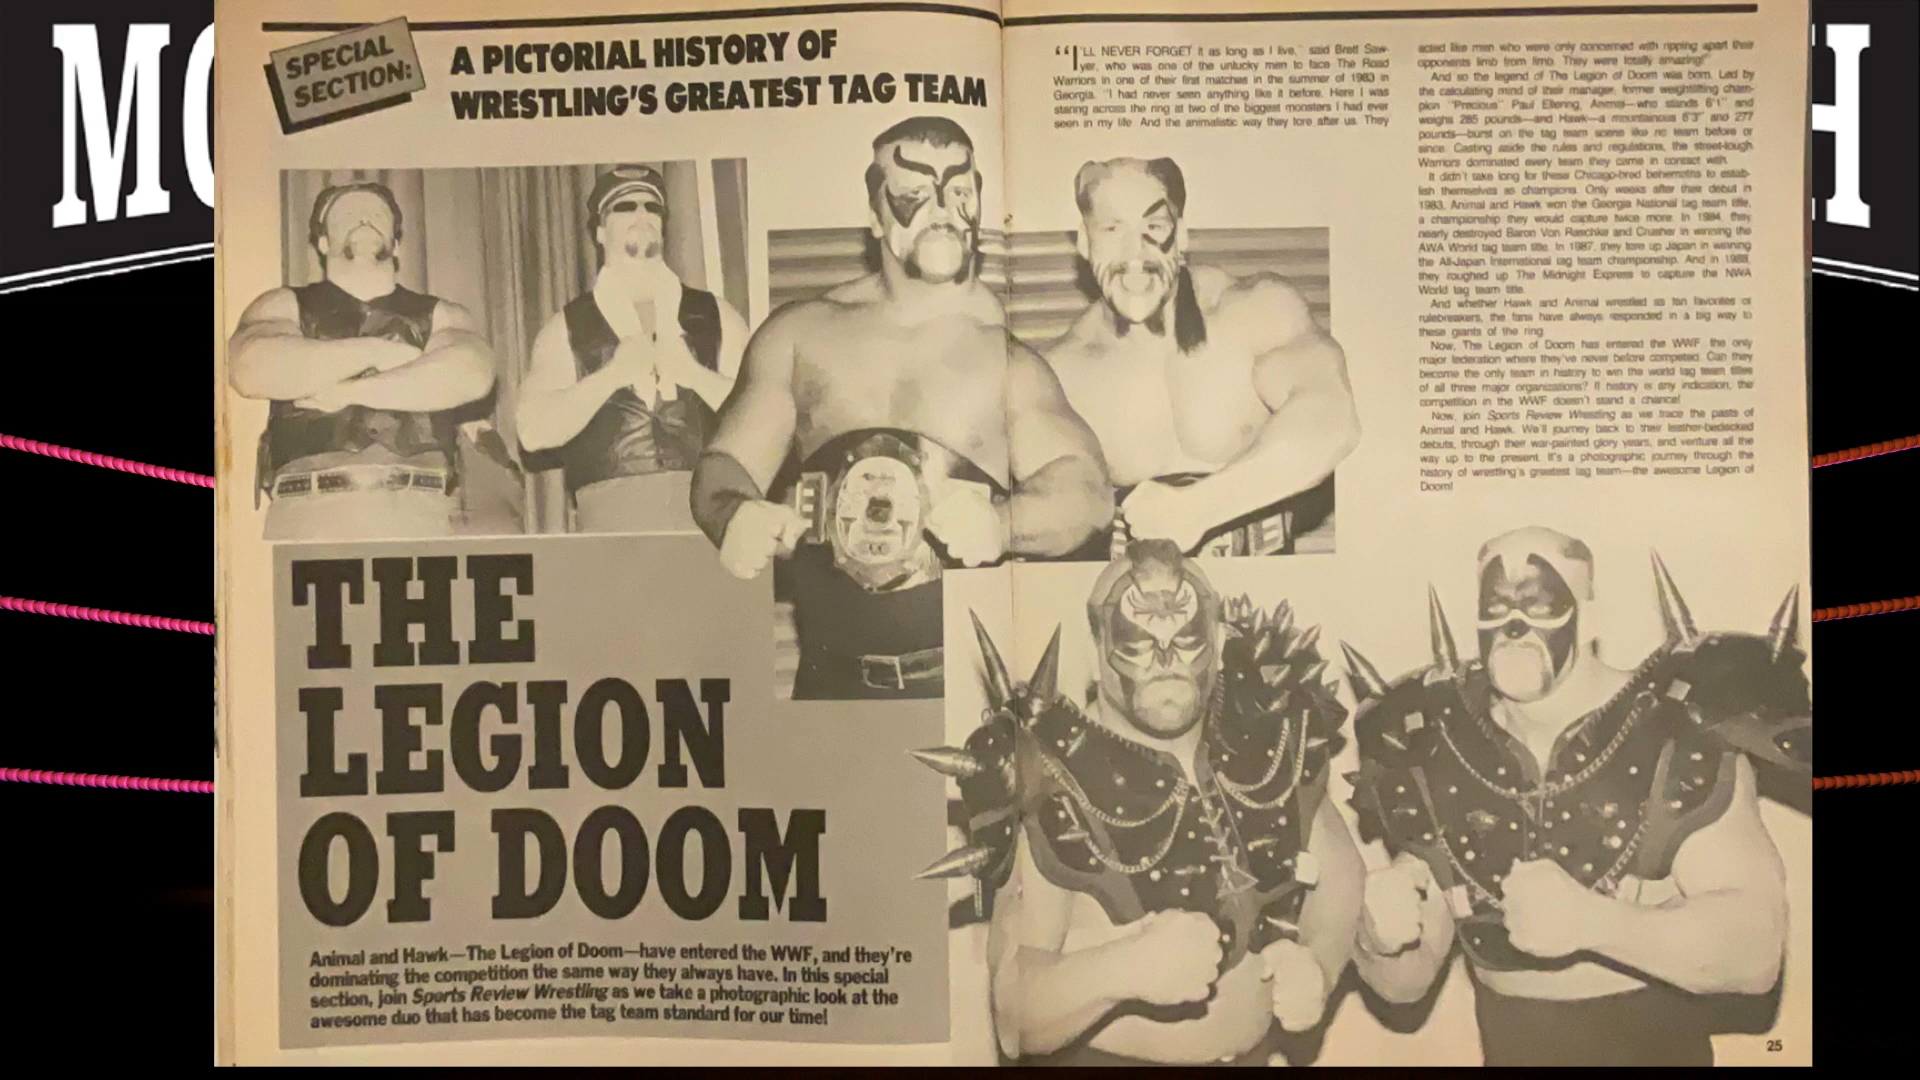 MO
H
SPECIAL
SECTION:
A PICTORIAL HISTORY OF
WRESTLING'S GREATEST TAG TEAM
"I'LL NEVER FORGET it as long as I live," said Brett Saw-
yer, who was one of the unlucky men to face The Road
Warriors in one of their first matches in the summer of 1983 in
Georgia. "I had never seen anything like it before. Here I was
staring across the ring at two of the biggest monsters I had ever
seen in my life. And the animalistic way they tore after us. They
acted like men who were only concerned with ripping apart their
opponents limb from limb. They were totally amazing!"
And so the legend of The Legion of Doom was born. Led by
the calculating mind of their manager, former weightlifting cham-
pion "Precious" Paul Ellering, Animal—who stands 6'1" and
weighs 285 pounds—and Hawk—a mountainous 6'3" and 277
pounds—burst on the tag team scene like no team before or
since. Casting aside the rules and regulations, the street-tough
Warriors dominated every team they came in contact with.
It didn't take long for these Chicago-bred behemoths to estab-
lish themselves as champions. Only weeks after their debut in
1983, Animal and Hawk won the Georgia National tag team title,
a championship they would capture twice more. In 1984, they
nearly destroyed Baron Von Raschke and Crusher in winning the
AWA World tag team title. In 1987, they tore up Japan in winning
the All-Japan International tag team championship. And in 1988,
they roughed up The Midnight Express to capture the NWA
World tag team title.
And whether Hawk and Animal wrestled as fan favorites or
rulebreakers, the fans have always responded in a big way to
these giants of the ring.
Now, The Legion of Doom has entered the WWF, the only
major federation where they've never before competed. Can they
become the only team in history to win the world tag team titles
of all three major organizations? If history is any indication, the
competition in the WWF doesn't stand a chance!
Now, join Sports Review Wrestling as we trace the pasts of
Animal and Hawk. We'll journey back to their leather-bedecked
debuts, through their war-painted glory years, and venture all the
way up to the present. It's a photographic journey through the
history of wrestling's greatest tag team—the awesome Legion of
Doom!
THE
LEGION
OF DOOM
Animal and Hawk—The Legion of Doom—have entered the WWF, and they're
dominating the competition the same way they always have. In this special
section, join Sports Review Wrestling as we take a photographic look at the
awesome duo that has become the tag team standard for our time!
25